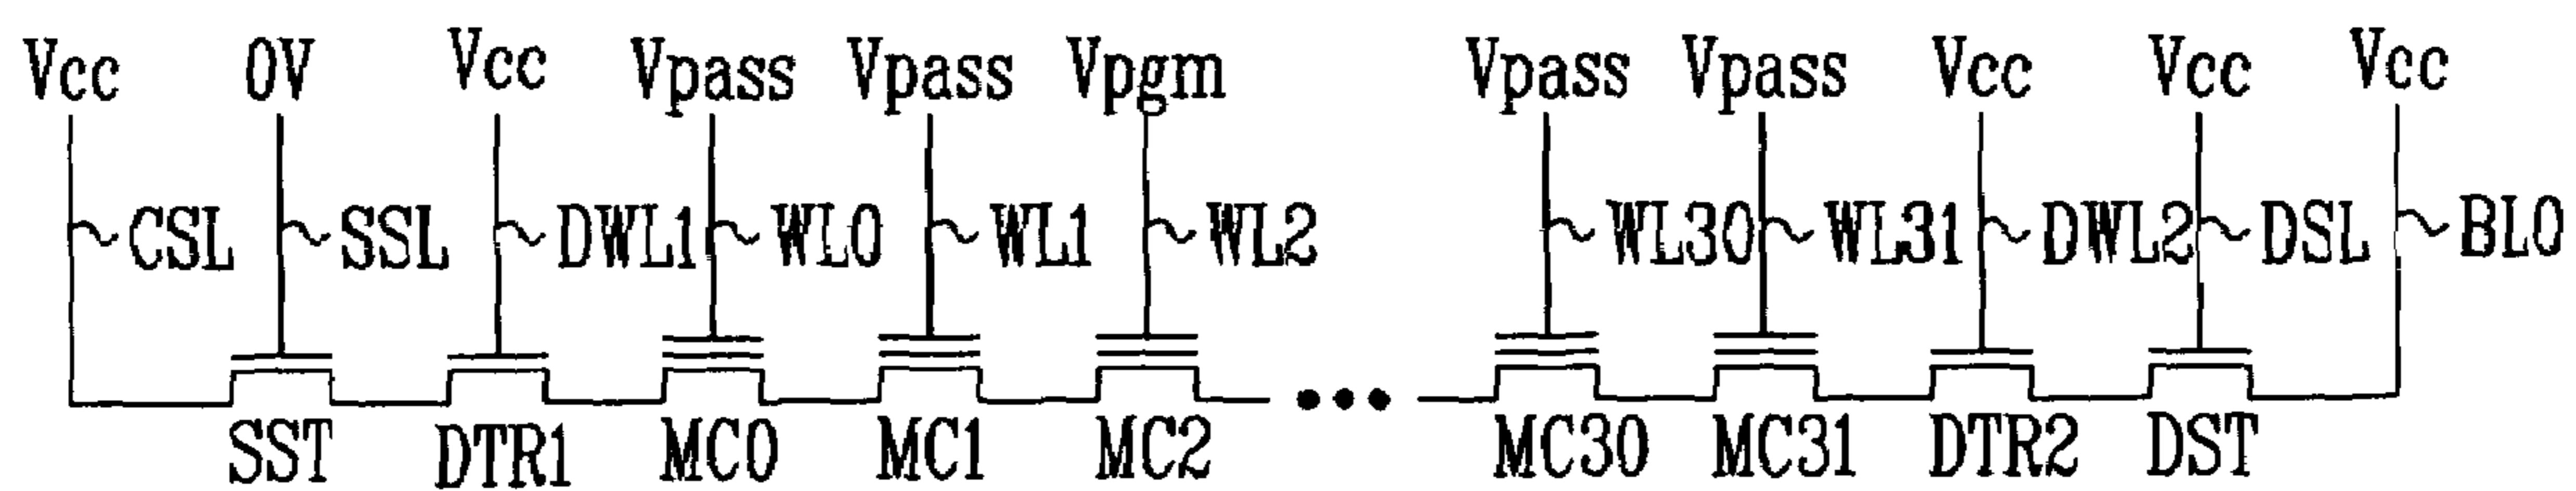 Vcc 0V Vcc Vpass Vpass Vpgm Vpass Vpass Vcc Vcc Vcc
CSL SSL DWL1 WL0 WL1 WL2 WL30 WL31 DWL2 DSL BL0
SST DTR1 MC0 MC1 MC2 MC30 MC31 DTR2 DST